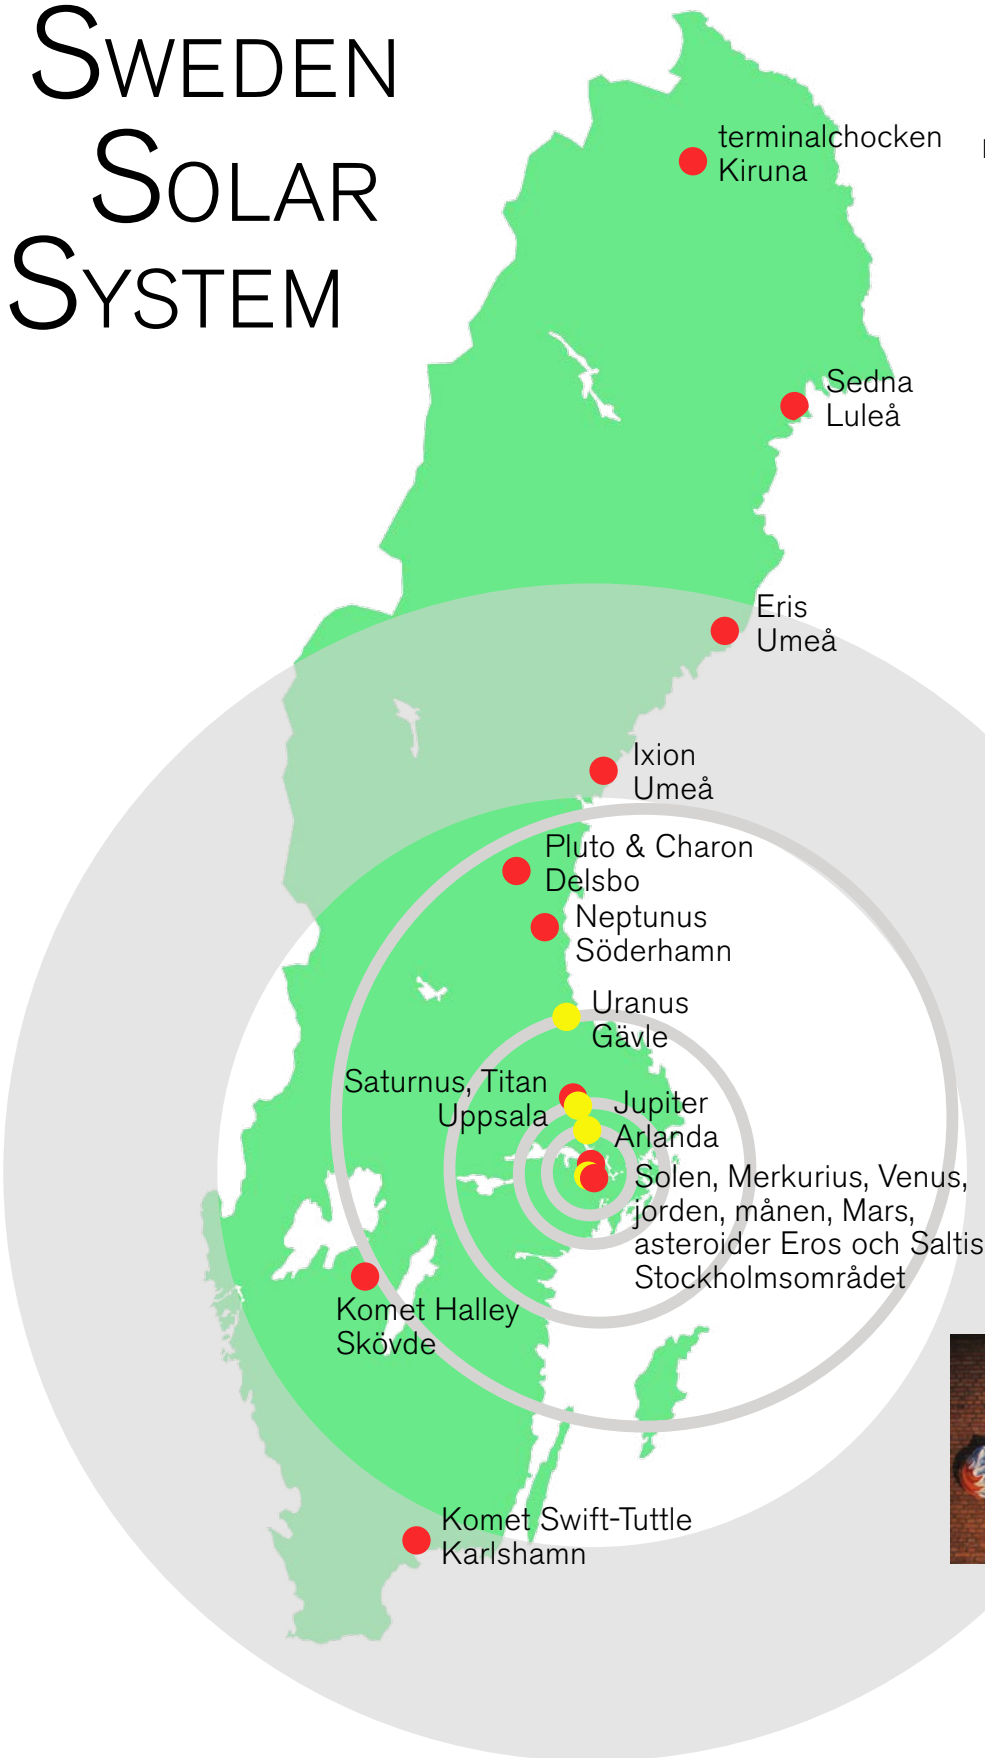 SWEDEN
SOLAR
SYSTEM
terminalchocken
Kiruna
Sedna
Luleå
Eris
Umeå
Ixion
Umeå
Pluto & Charon
Delsbo
Neptunus
Söderhamn
Uranus
Gävle
Saturnus, Titan
Uppsala
Jupiter
Arlanda
Solen, Merkurius, Venus,
jorden, månen, Mars,
asteroider Eros och Saltis
Stockholmsområdet
Komet Halley
Skövde
Komet Swift-Tuttle
Karlshamn